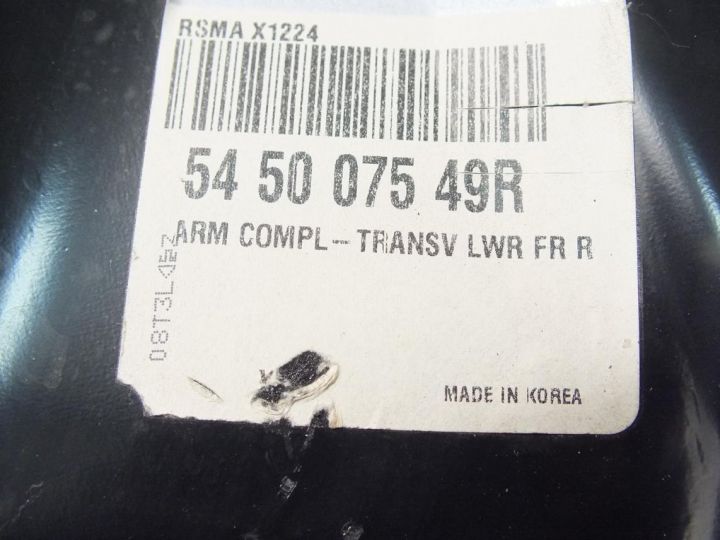 RSMA X1224
54 50 075 49R
ARM COMPL-TRANSV LWR FR R
MADE IN KOREA